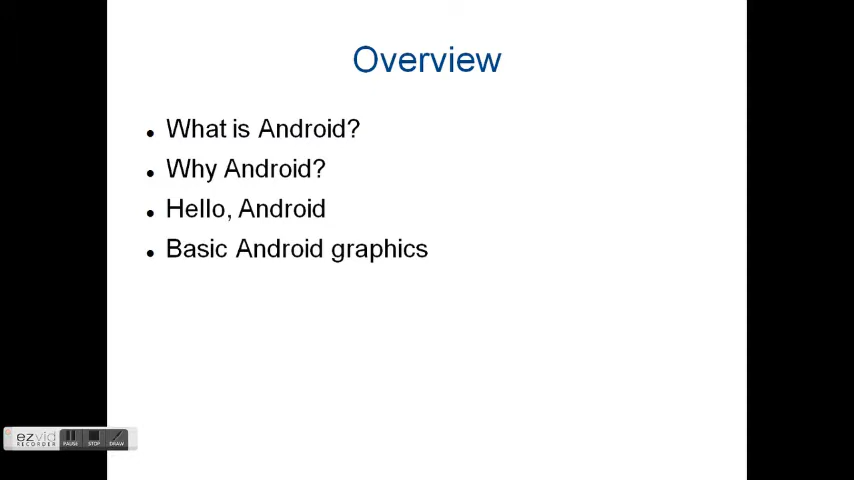 Overview
What is Android?
Why Android?
Hello, Android
Basic Android graphics
ezvid
RECORDER
PAUSE STOP DRAW